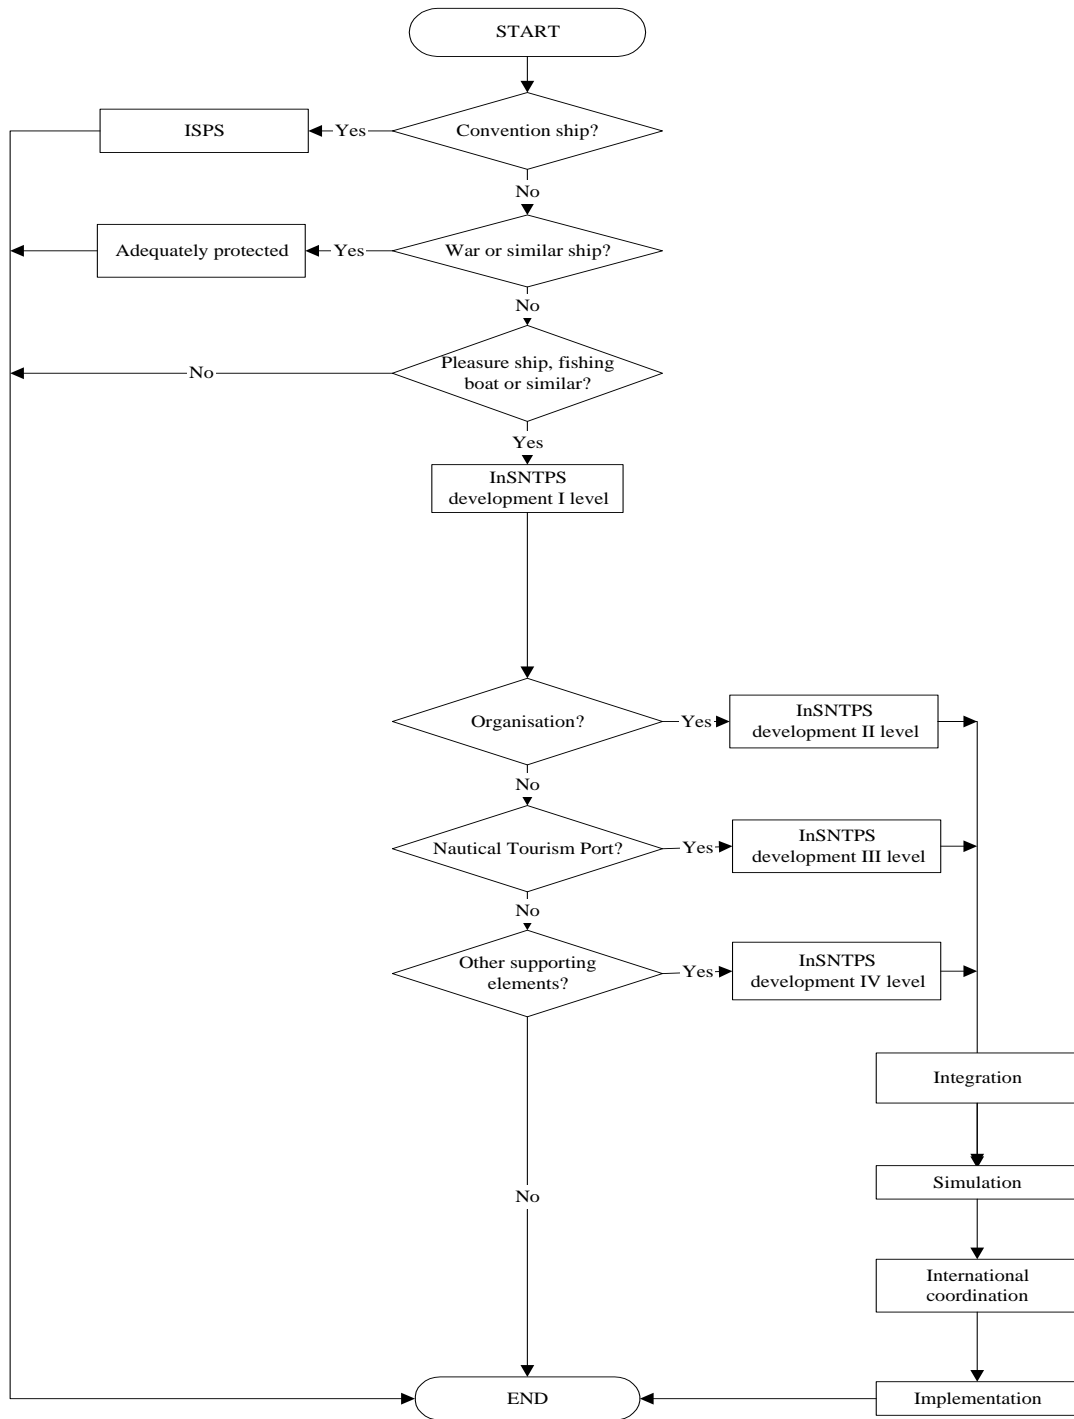 START
Convention ship?
Yes
ISPS
No
War or similar ship?
Yes
Adequately protected
No
Pleasure ship, fishing
boat or similar?
No
Yes
InSNTPS
development I level
Organisation?
Yes
InSNTPS
development II level
No
Nautical Tourism Port?
Yes
InSNTPS
development III level
No
Other supporting
elements?
Yes
InSNTPS
development IV level
Integration
Simulation
No
International
coordination
Implementation
END